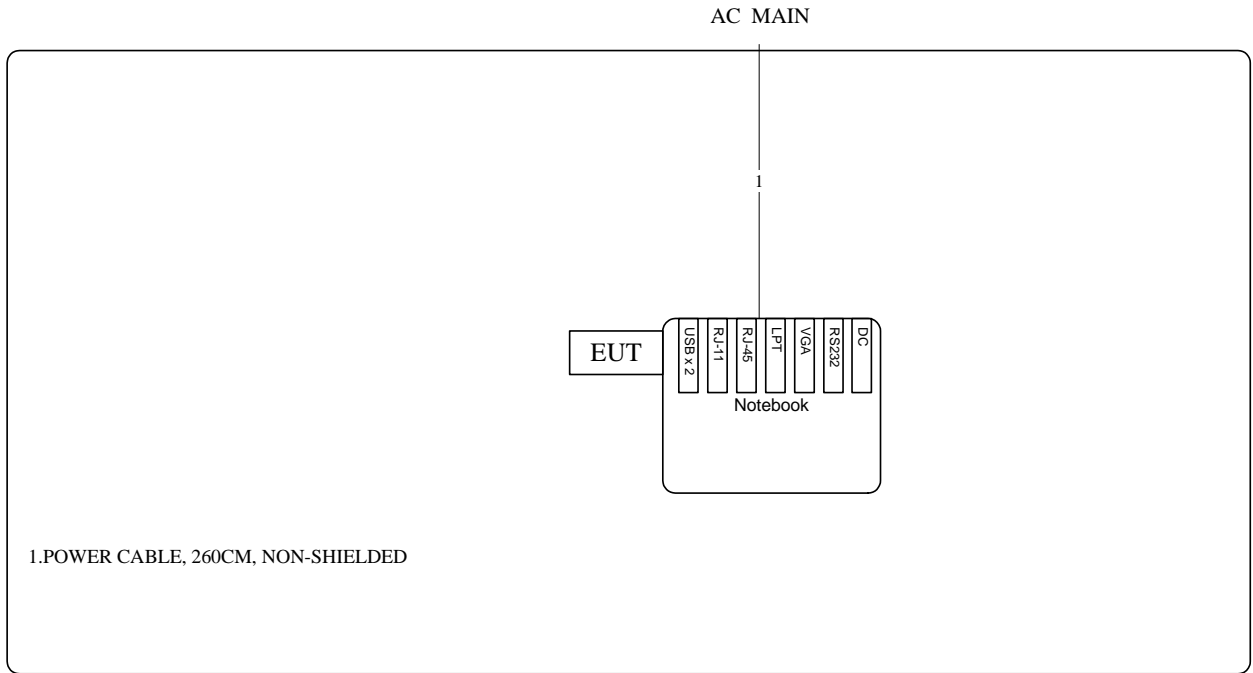 AC MAIN
1
EUT
USB x 2
RJ-11
RJ-45
LPT
VGA
RS232
DC
Notebook
1.POWER CABLE, 260CM, NON-SHIELDED